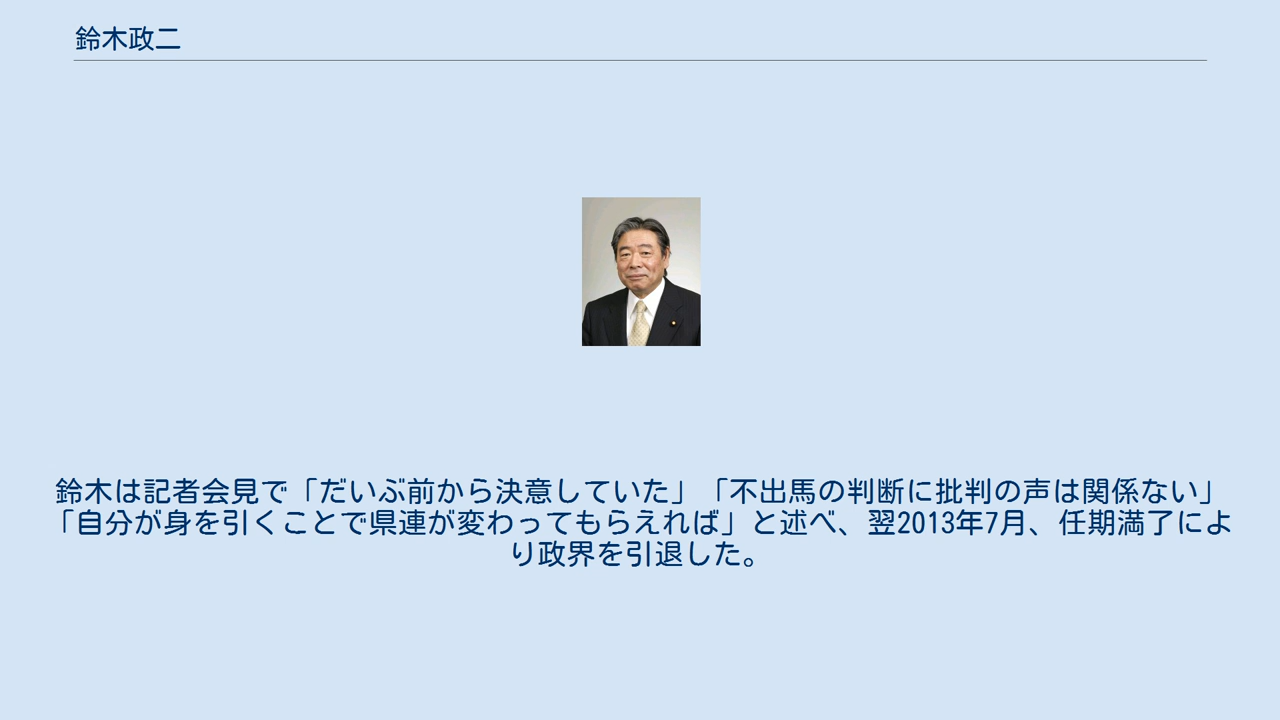 鈴木政二
鈴木は記者会見で「だいぶ前から決意していた」「不出馬の判断に批判の声は関係ない」
「自分が身を引くことで県連が変わってもらえれば」と述べ、翌2013年7月、任期満了によ
り政界を引退した。